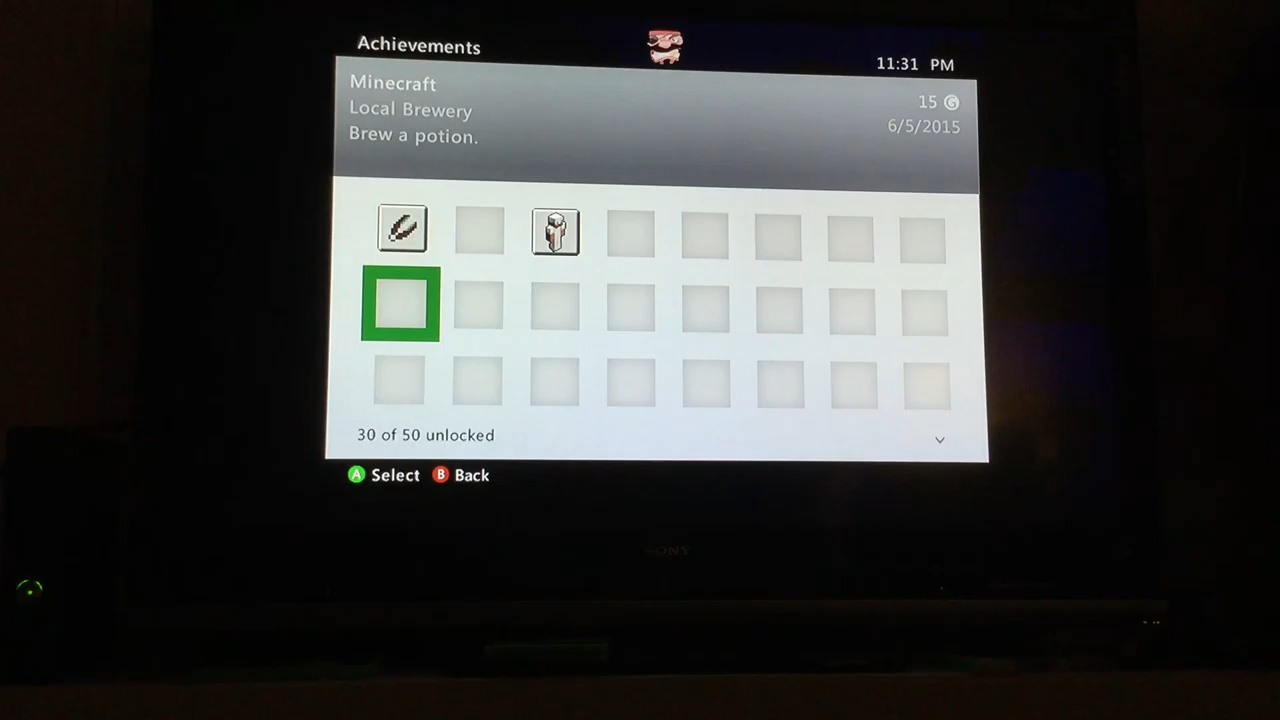 Achievements
11:31 PM
Minecraft
15 G
Local Brewery
6/5/2015
Brew a potion.
30 of 50 unlocked
A Select B Back
SONY